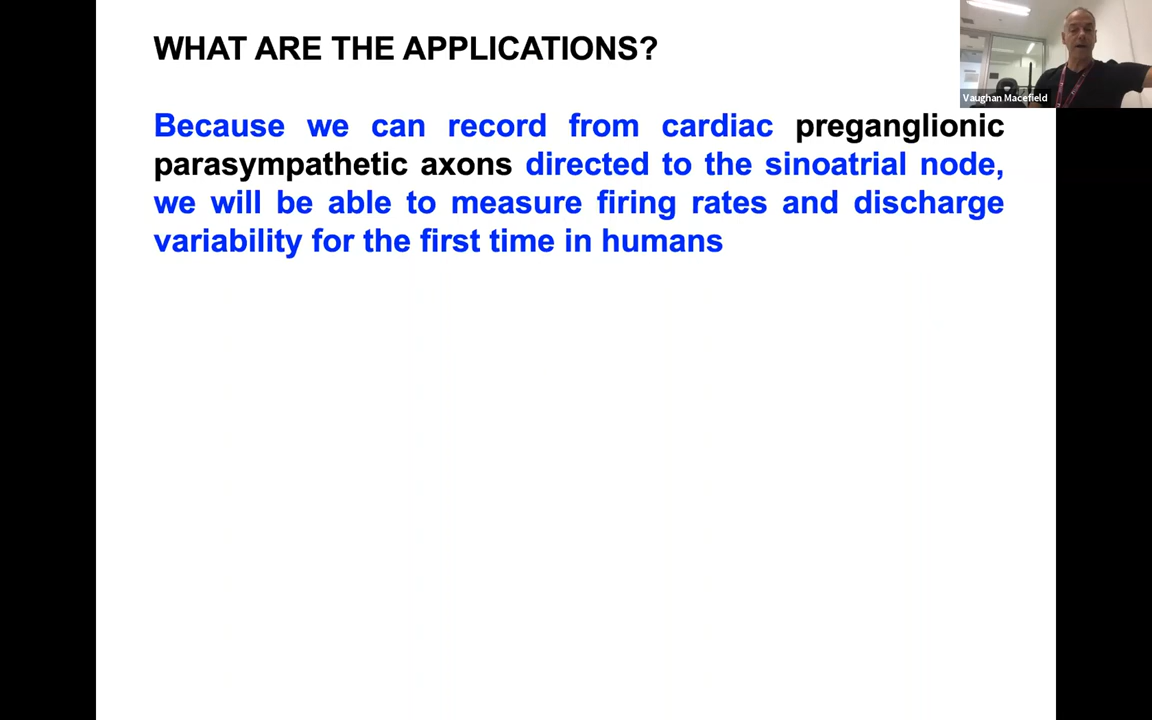 WHAT ARE THE APPLICATIONS?
Vaughan Macefield
Because we can record from cardiac preganglionic
parasympathetic axons directed to the sinoatrial node,
we will be able to measure firing rates and discharge
variability for the first time in humans